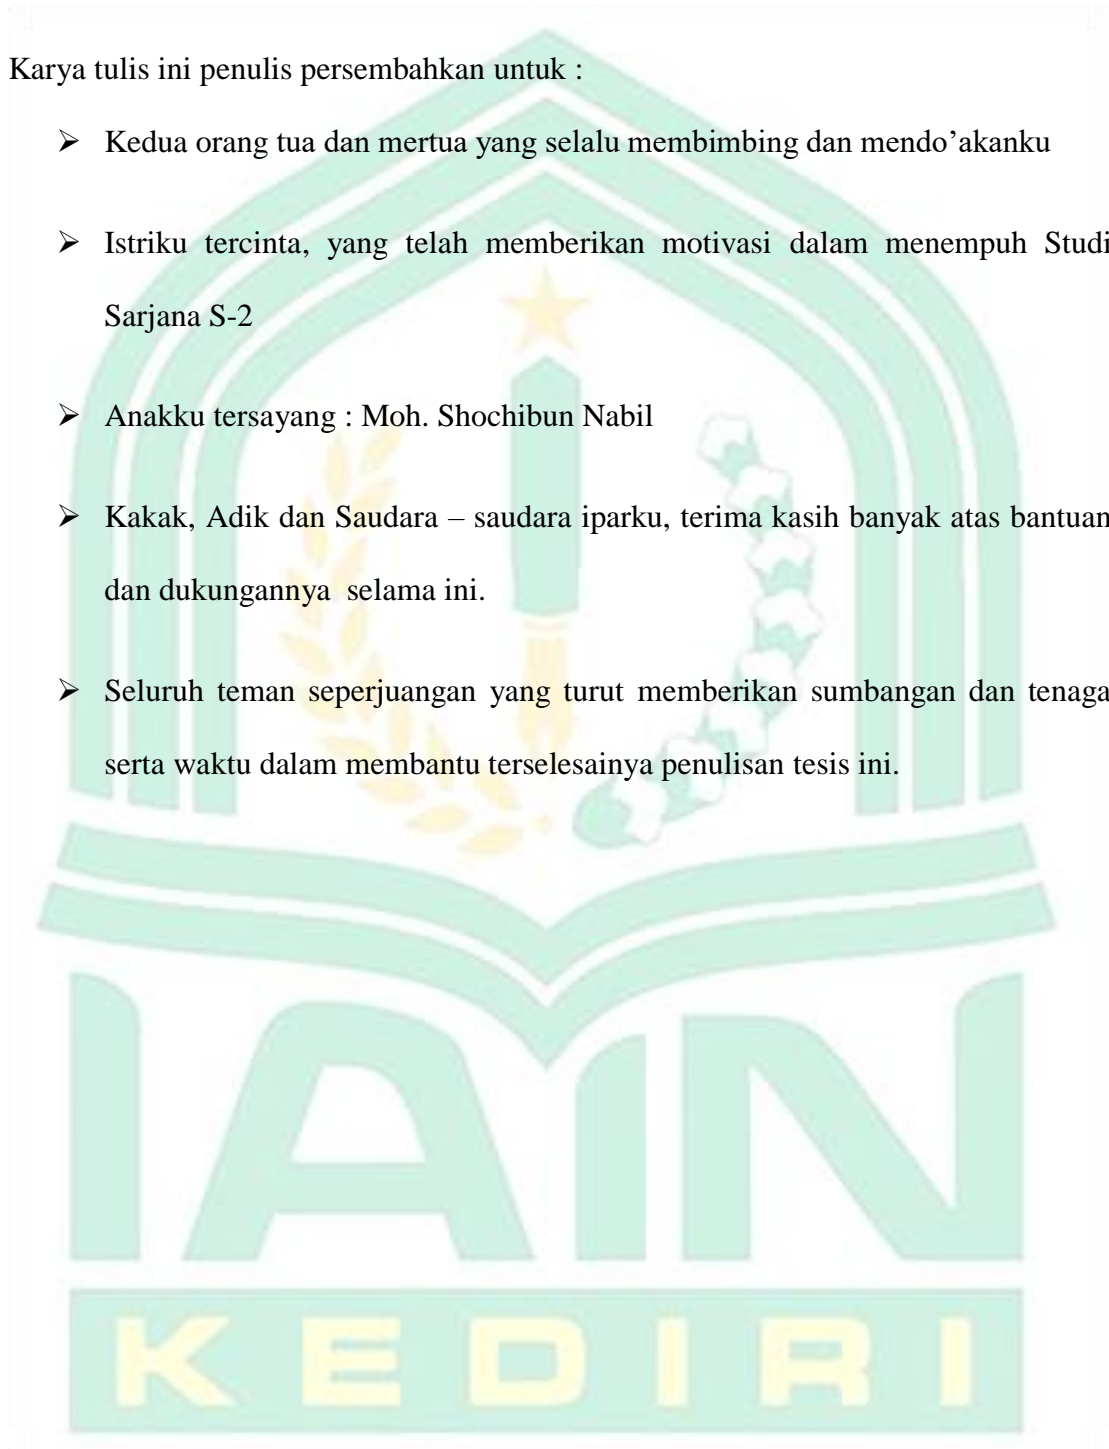 Karya tulis ini penulis persembahkan untuk :
➢ Kedua orang tua dan mertua yang selalu membimbing dan mendo’akanku
➢ Istriku tercinta, yang telah memberikan motivasi dalam menempuh Studi
Sarjana S-2
➢ Anakku tersayang : Moh. Shochibun Nabil
➢ Kakak, Adik dan Saudara – saudara iparku, terima kasih banyak atas bantuan
dan dukungannya  selama ini.
➢ Seluruh teman seperjuangan yang turut memberikan sumbangan dan tenaga
serta waktu dalam membantu terselesainya penulisan tesis ini.
IAIN
KEDIRI